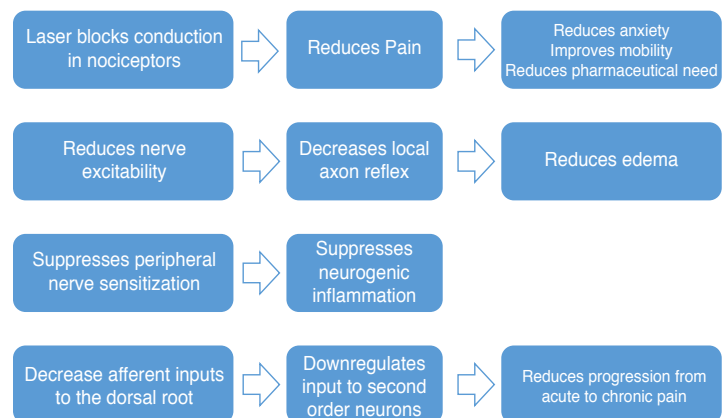 Laser blocks conduction
in nociceptors
Reduces Pain
Reduces anxiety
Improves mobility
Reduces pharmaceutical need
Reduces nerve
excitability
Decreases local
axon reflex
Reduces edema
Suppresses peripheral
nerve sensitization
Suppresses
neurogenic
inflammation
Decrease afferent inputs
to the dorsal root
Downregulates
input to second
order neurons
Reduces progression from
acute to chronic pain